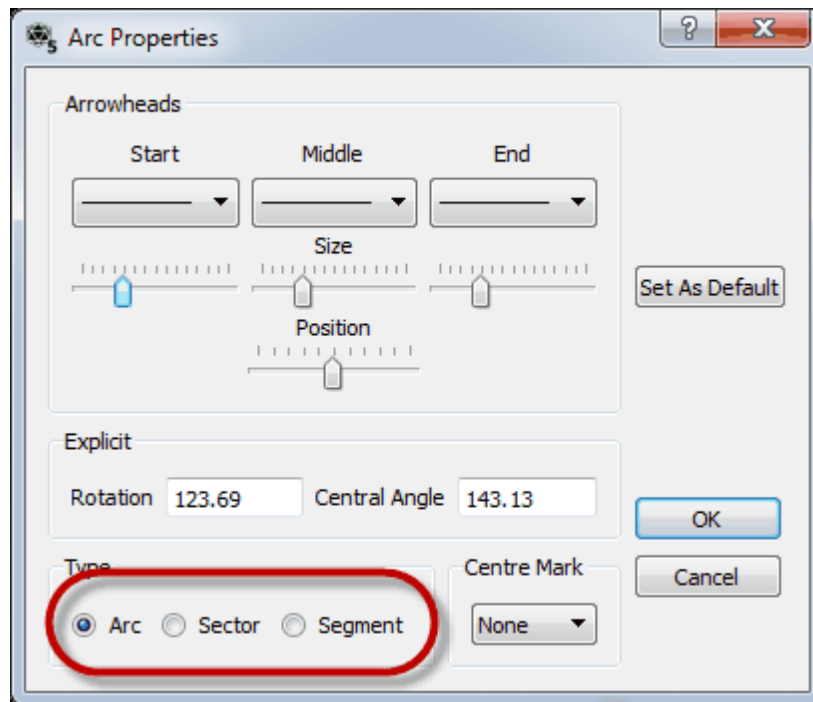 Arc Properties
Arrowheads
Start Middle End
Size
Set As Default
Position
Explicit
Rotation 123.69 Central Angle 143.13
OK
Type Centre Mark
Cancel
Arc Sector Segment None